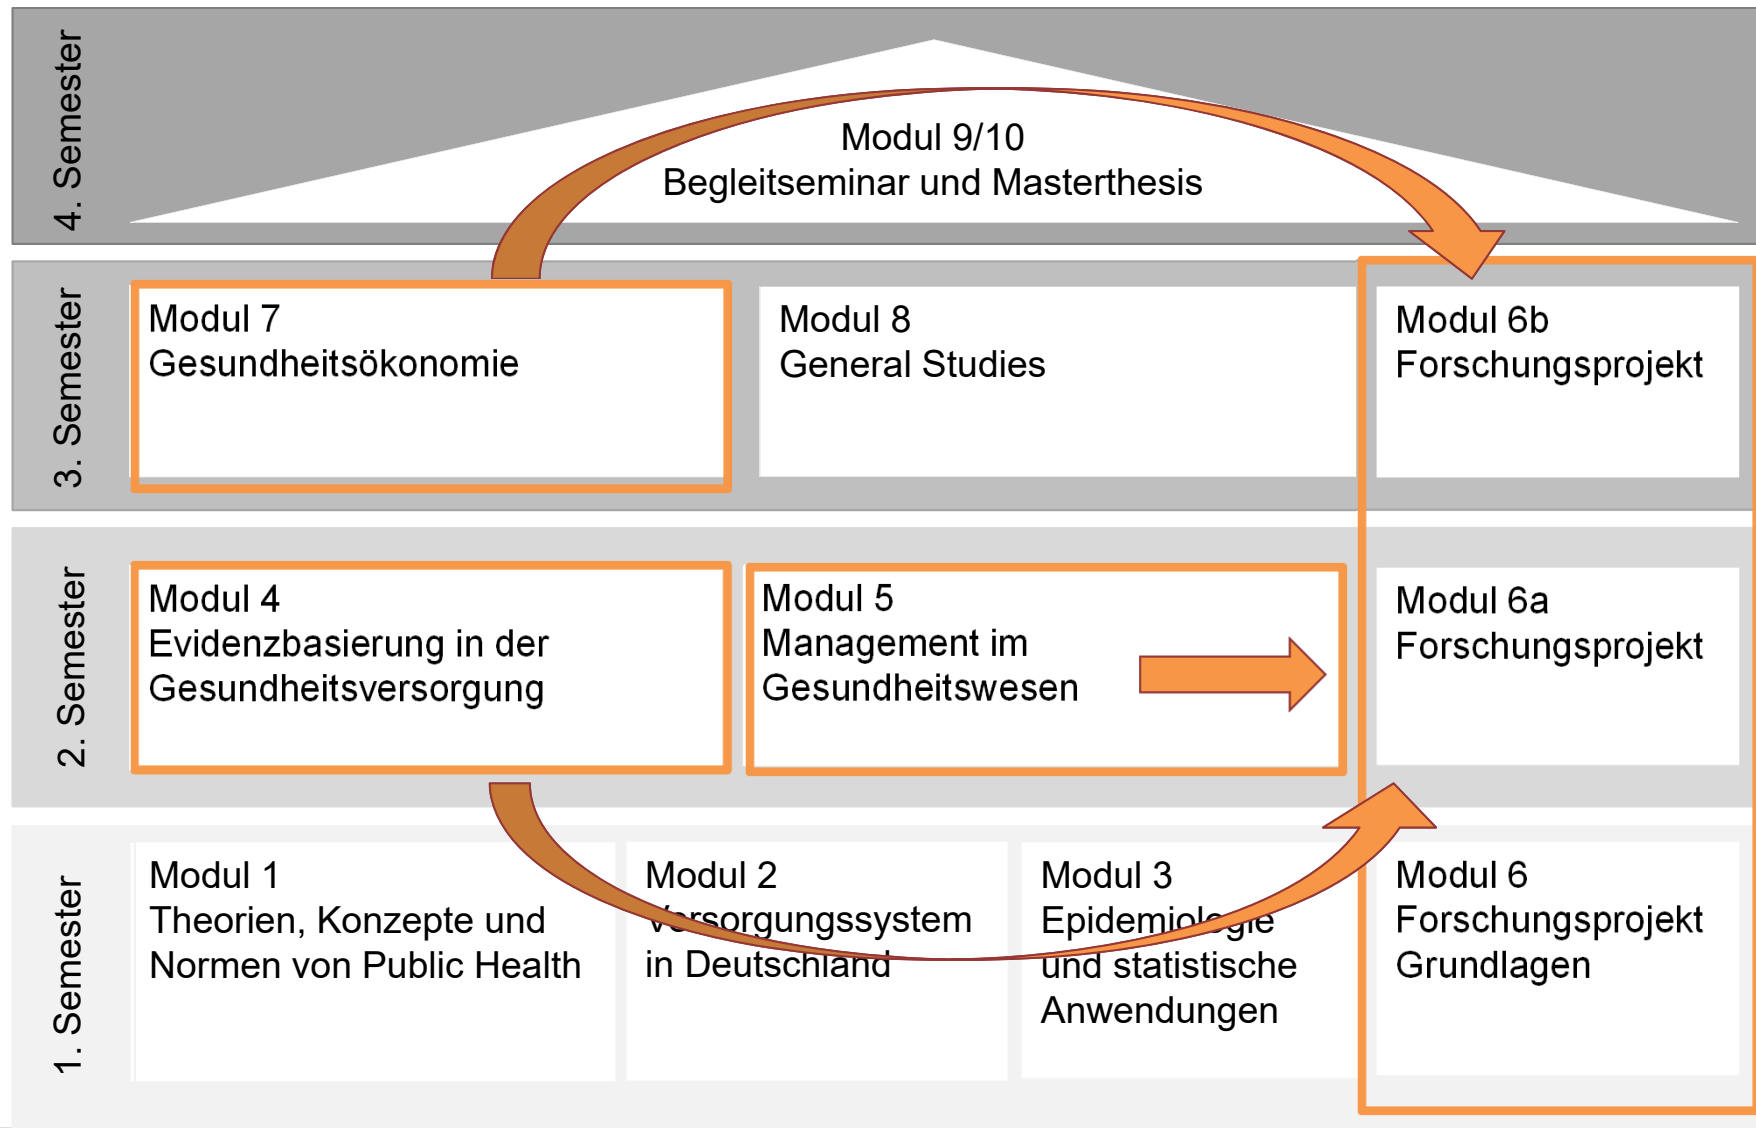 4. Semester
Modul 9/10
Begleitseminar und Masterthesis
3. Semester
Modul 7
Gesundheitsökonomie
Modul 8
General Studies
Modul 6b
Forschungsprojekt
2. Semester
Modul 4
Evidenzbasierung in der
Gesundheitsversorgung
Modul 5
Management im
Gesundheitswesen
Modul 6a
Forschungsprojekt
1. Semester
Modul 1
Theorien, Konzepte und
Normen von Public Health
Modul 2
Versorgungssystem
in Deutschland
Modul 3
Epidemiologie
und statistische
Anwendungen
Modul 6
Forschungsprojekt
Grundlagen